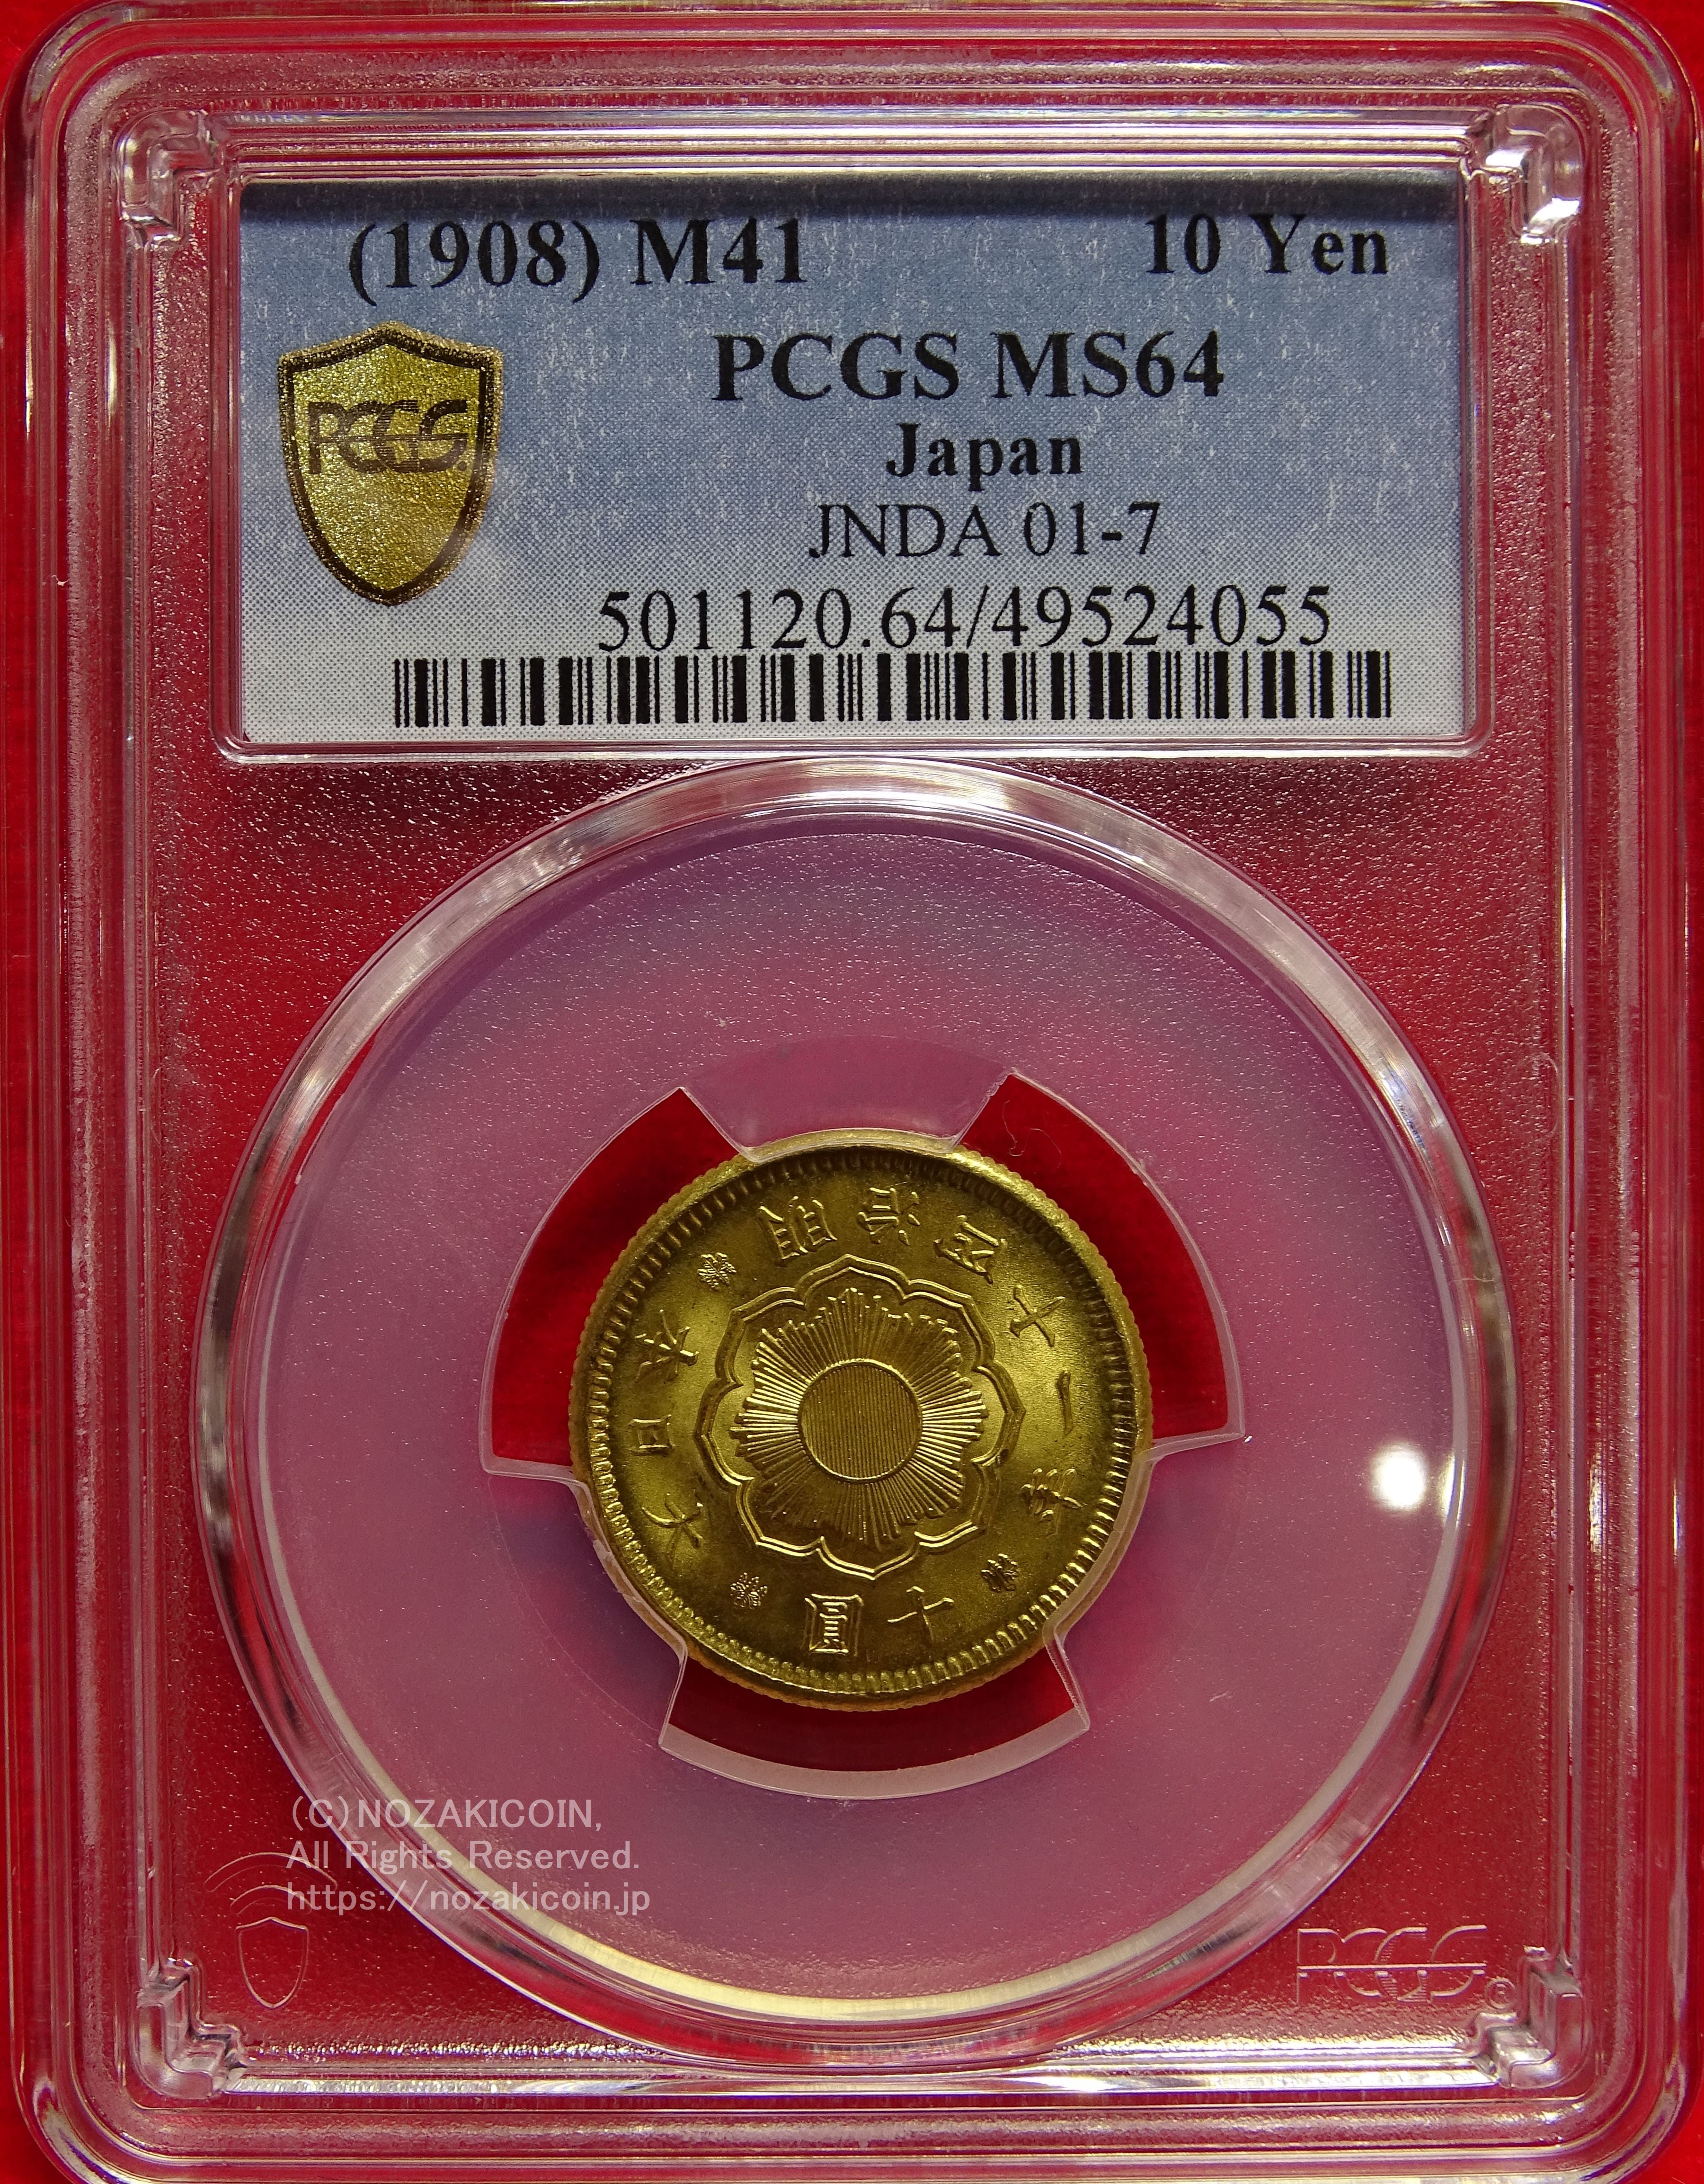 (1908) M41 10 Yen
PCGS MS64
PCGS
Japan
JNDA 01-7
501120.64/49524055
明治四十一年
大日本
十圓
(C)NOZAKICOIN,
All Rights Reserved.
https://nozakicoin.jp
PCGS